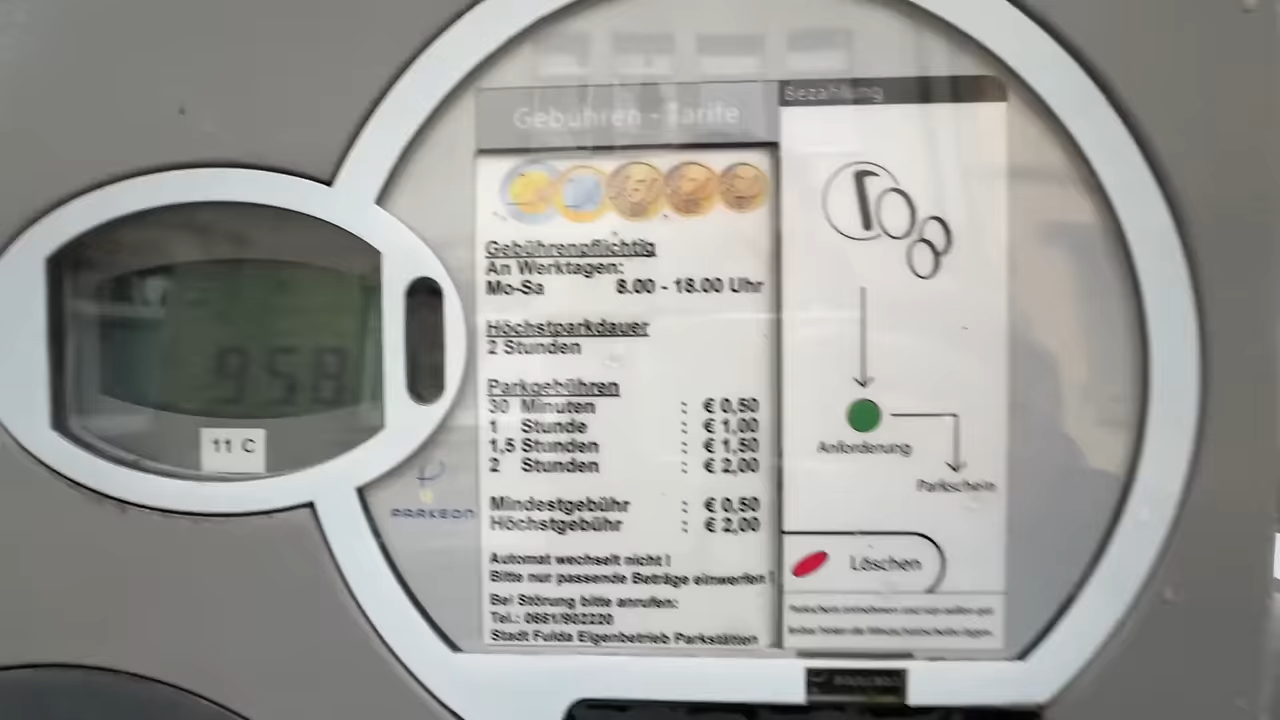 Gebühren - Tarife
Bezahlung
Gebührenpflichtig
An Werktagen:
Mo-Sa 8.00 - 18.00 Uhr
Höchstparkdauer
2 Stunden
Parkgebühren
30 Minuten : € 0,50
1 Stunde : € 1,00
1,5 Stunden : € 1,50
2 Stunden : € 2,00
Mindestgebühr : € 0,50
Höchstgebühr : € 2,00
Automat wechselt nicht !
Bitte nur passende Beträge einwerfen !
Bei Störung bitte anrufen:
Tel.: 0661/902220
Stadt Fulda Eigenbetrieb Parkstätten
Anforderung
Parkschein
Löschen
958
11 C
PARKEON